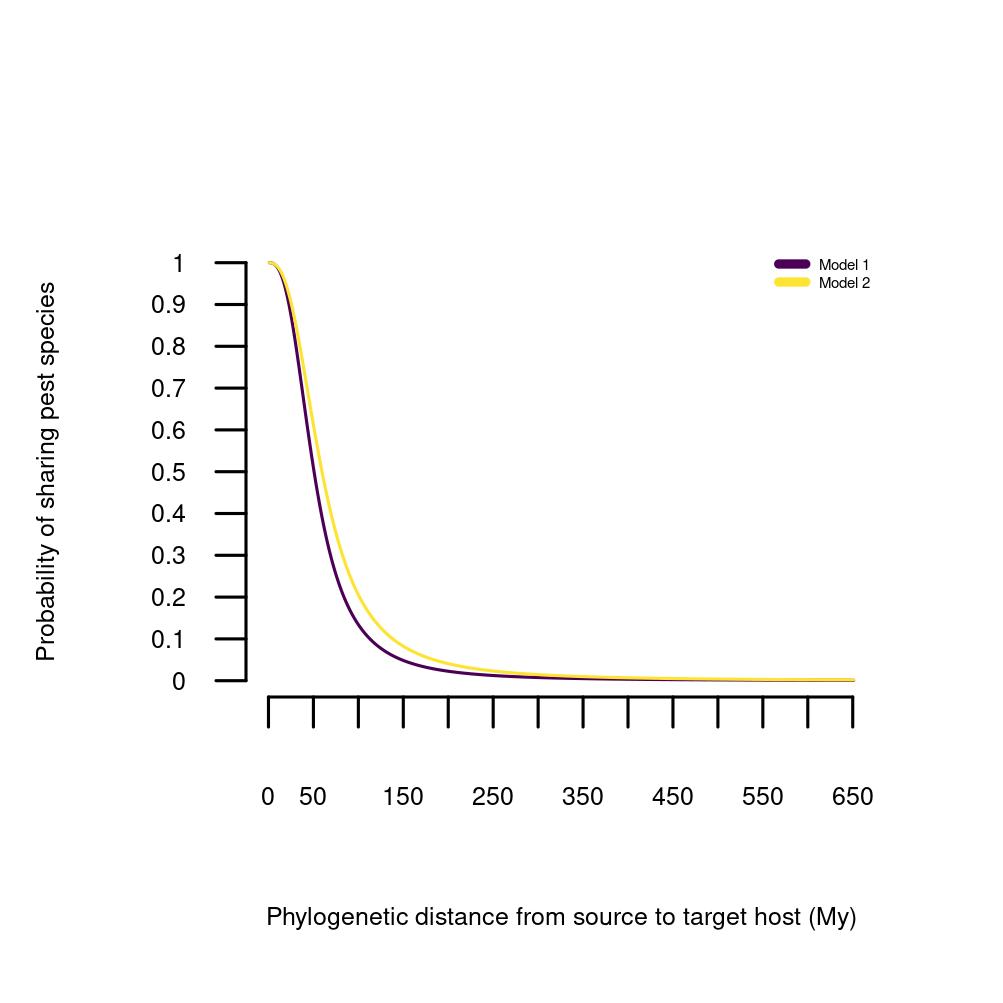 Probability of sharing pest species
1
0.9
0.8
0.7
0.6
0.5
0.4
0.3
0.2
0.1
0
Model 1
Model 2
0 50 150 250 350 450 550 650
Phylogenetic distance from source to target host (My)